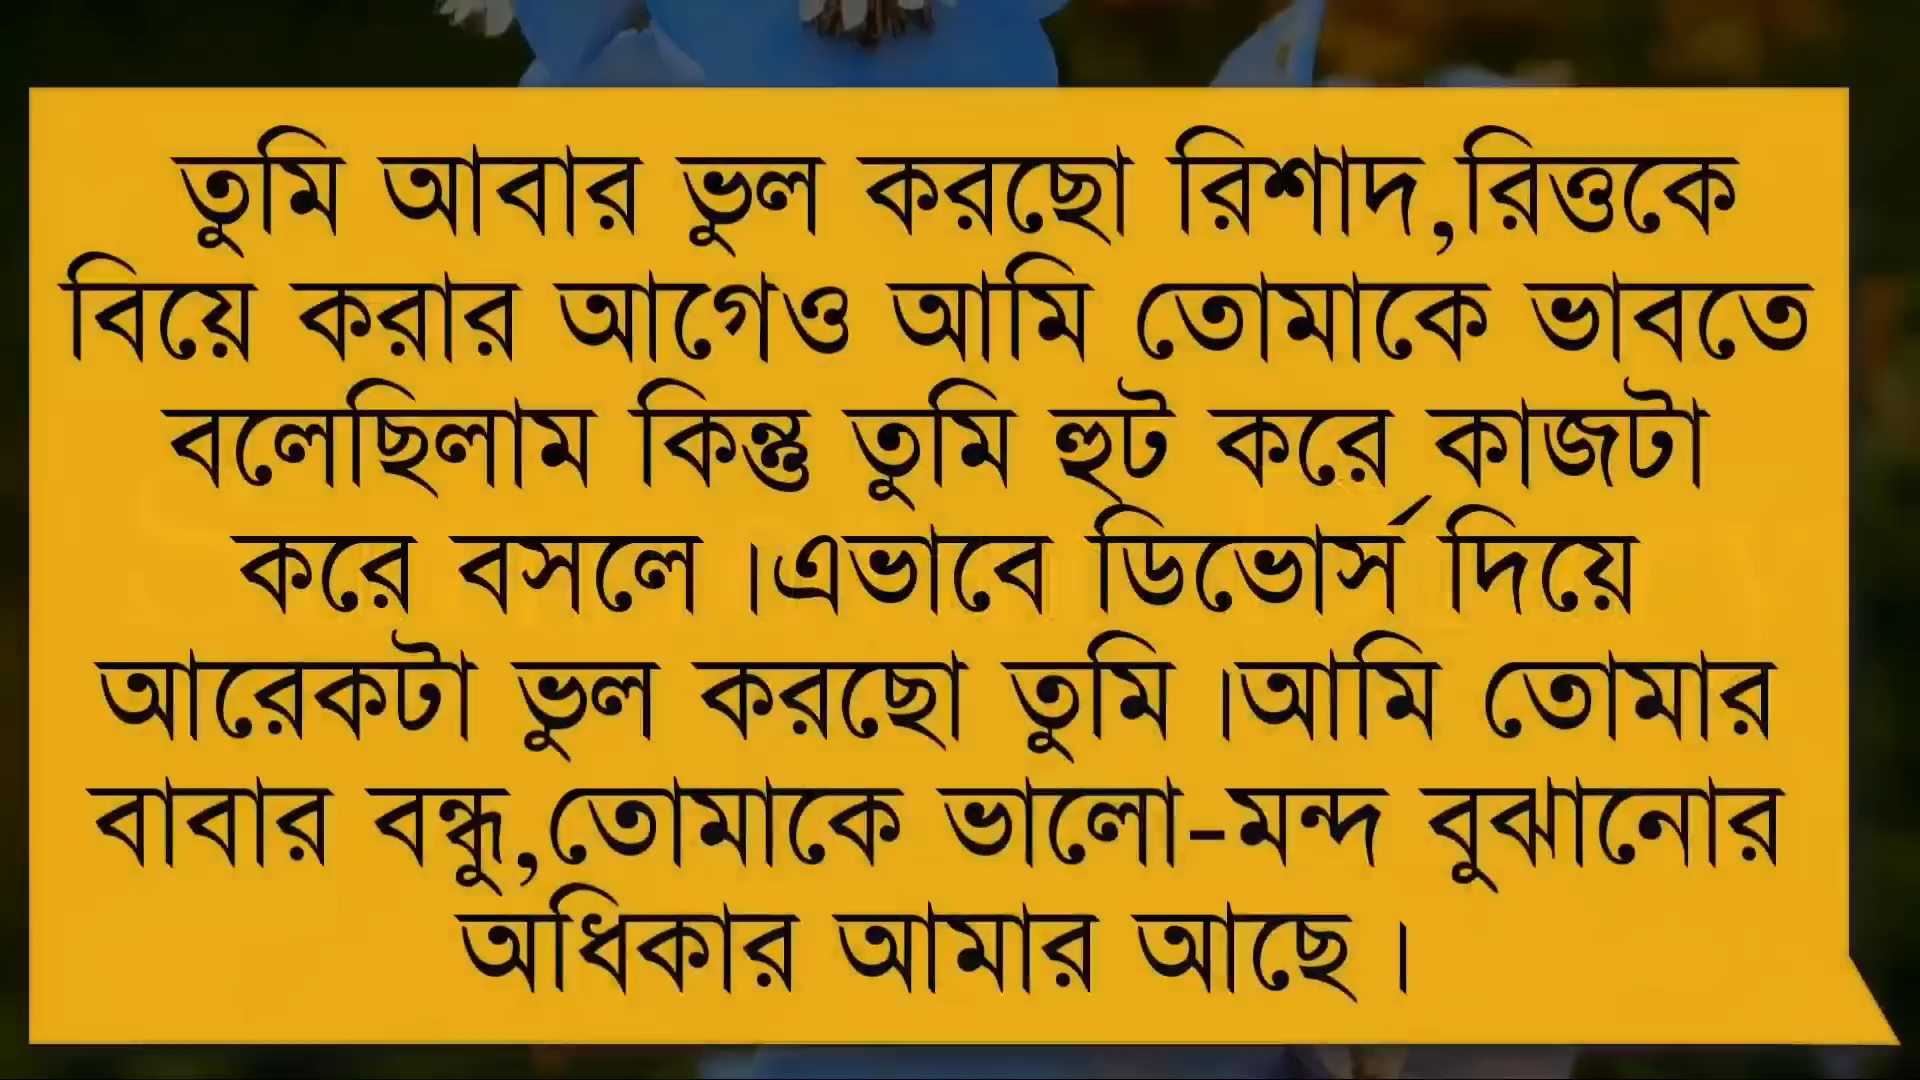 তুমি আবার ভুল করছো রিশাদ,রিত্তকে
বিয়ে করার আগেও আমি তোমাকে ভাবতে
বলেছিলাম কিন্তু তুমি হুট করে কাজটা
করে বসলে ।এভাবে ডিভোর্স দিয়ে
আরেকটা ভুল করছো তুমি ।আমি তোমার
বাবার বন্ধু,তোমাকে ভালো-মন্দ বুঝানোর
অধিকার আমার আছে ।